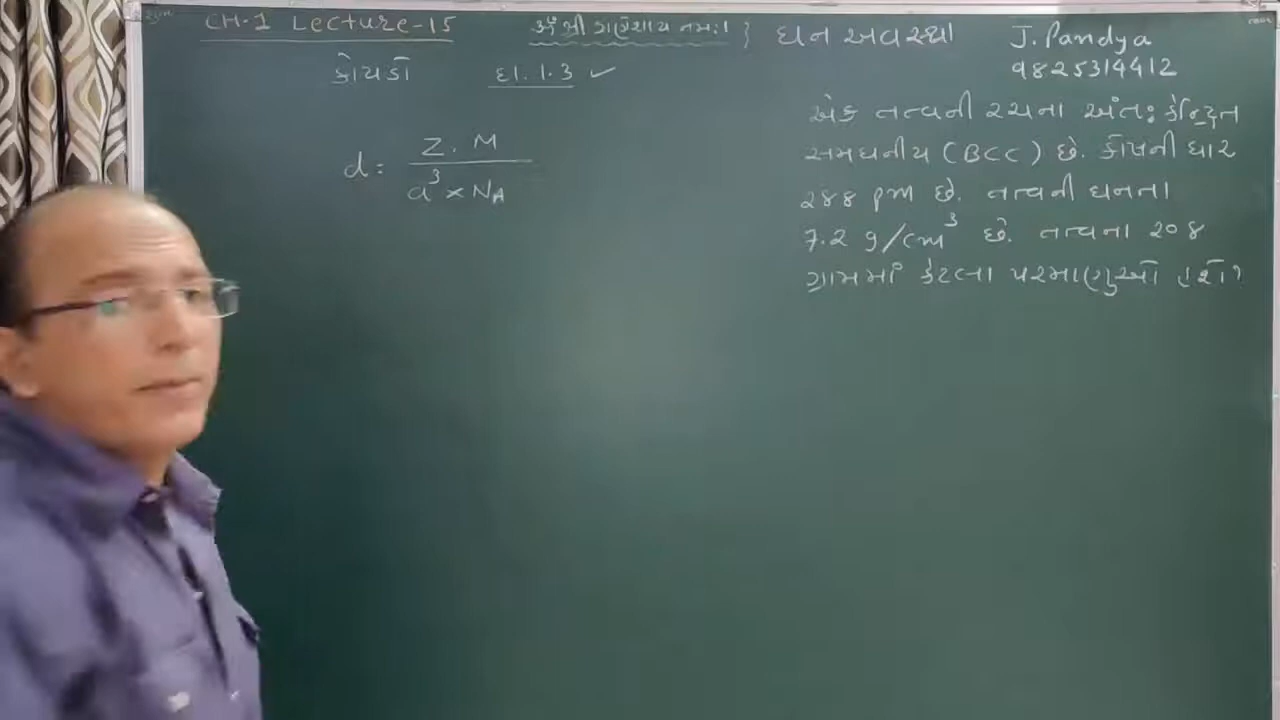 CH-1 Lecture-15
ૐ શ્રી ગણેશાય નમઃ।
ઘન અવસ્થા
J. Pandya
9825314412
કોયડો
દા. 1.3 ✓
d = Z . M / a³ × NA
એક તત્વની રચના અંતઃકેન્દ્રિત
સમઘનીય (BCC) છે. કોષની ધાર
288 pm છે. તત્વની ઘનતા
7.2 g/cm³ છે. તત્વના 208
ગ્રામમાં કેટલા પરમાણુઓ હશે?